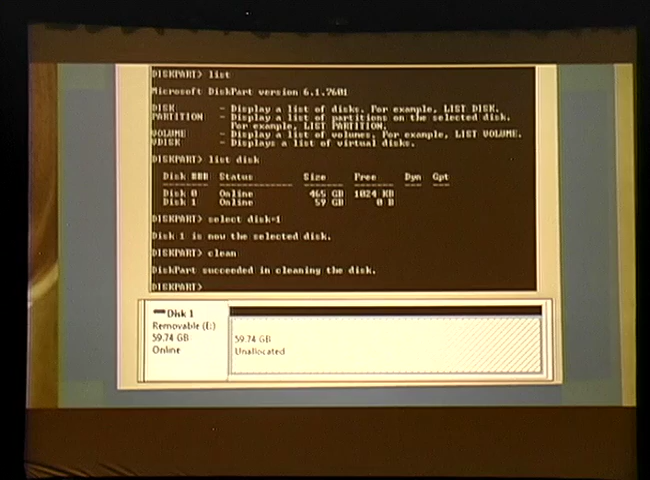 DISKPART> list
Microsoft DiskPart version 6.1.7601
DISK - Display a list of disks. For example, LIST DISK.
PARTITION - Display a list of partitions on the selected disk.
For example, LIST PARTITION.
VOLUME - Display a list of volumes. For example, LIST VOLUME.
VDISK - Displays a list of virtual disks.
DISKPART> list disk
Disk ### Status Size Free Dyn Gpt
Disk 0 Online 465 GB 1024 KB
Disk 1 Online 59 GB 0 B
DISKPART> select disk=1
Disk 1 is now the selected disk.
DISKPART> clean
DiskPart succeeded in cleaning the disk.
DISKPART>
Disk 1
Removable (E:)
59.74 GB
Online
59.74 GB
Unallocated